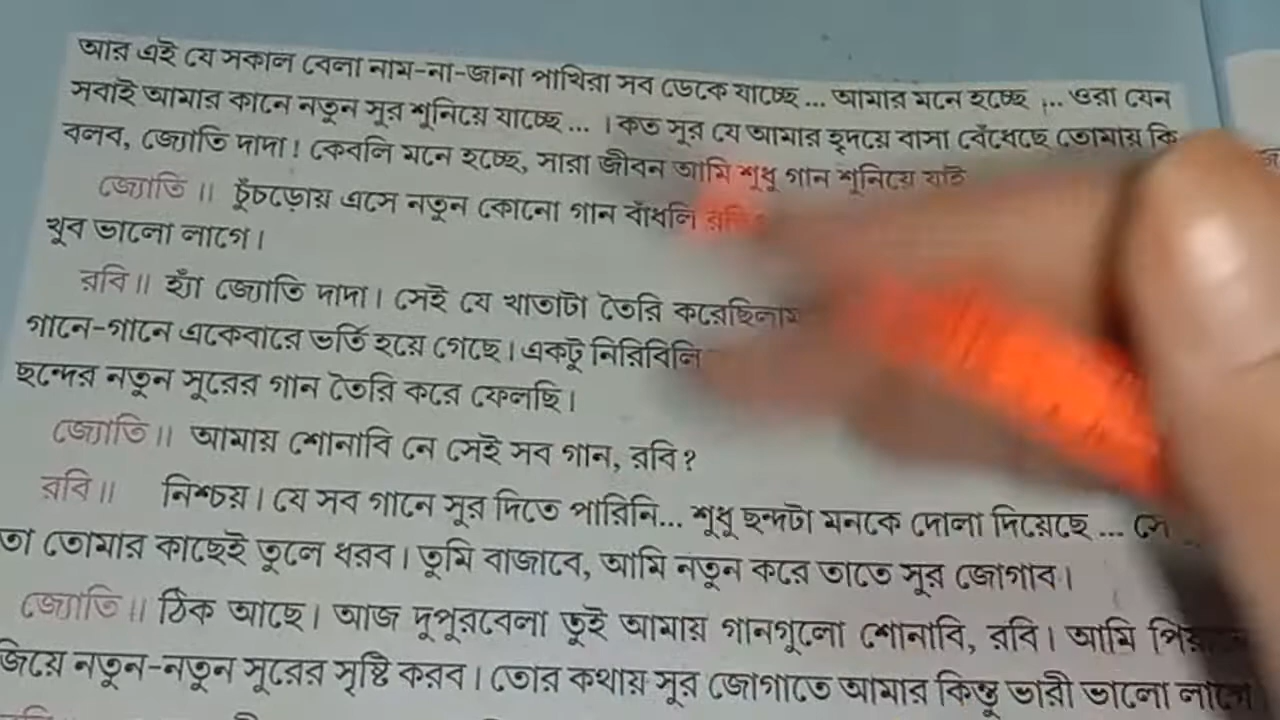 আর এই যে সকাল বেলা নাম-না-জানা পাখিরা সব ডেকে যাচ্ছে ... আমার মনে হচ্ছে ... ওরা যেন
সবাই আমার কানে নতুন সুর শুনিয়ে যাচ্ছে ... । কত সুর যে আমার হৃদয়ে বাসা বেঁধেছে তোমায় কি
বলব, জ্যোতি দাদা! কেবলি মনে হচ্ছে, সারা জীবন আমি শুধু গান শুনিয়ে যাই
জ্যোতি ॥ চুঁচড়োয় এসে নতুন কোনো গান বাঁধলি
খুব ভালো লাগে।
রবি ॥ হ্যাঁ জ্যোতি দাদা। সেই যে খাতাটা তৈরি করেছিলাম
গানে-গানে একেবারে ভর্তি হয়ে গেছে। একটু নিরিবিলি
ছন্দের নতুন সুরের গান তৈরি করে ফেলছি।
জ্যোতি ॥ আমায় শোনাবি নে সেই সব গান, রবি?
রবি ॥ নিশ্চয়। যে সব গানে সুর দিতে পারিনি... শুধু ছন্দটা মনকে দোলা দিয়েছে ... সে
তা তোমার কাছেই তুলে ধরব। তুমি বাজাবে, আমি নতুন করে তাতে সুর জোগাব।
জ্যোতি ॥ ঠিক আছে। আজ দুপুরবেলা তুই আমায় গানগুলো শোনাবি, রবি। আমি
জিয়ে নতুন-নতুন সুরের সৃষ্টি করব। তোর কথায় সুর জোগাতে আমার কিন্তু ভারী ভালো লাগে